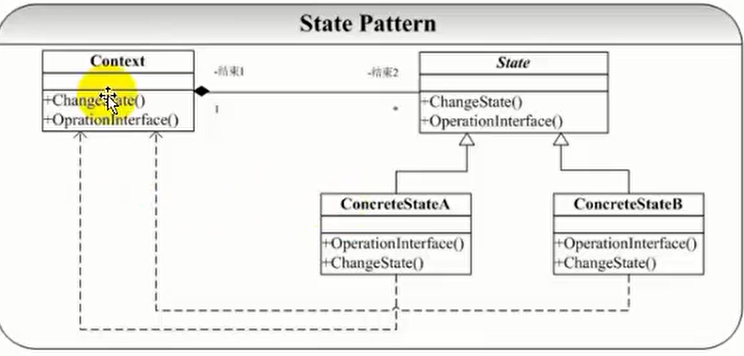 State Pattern
Context
+ChangeState()
+OprationInterface()
-结束1
1
-结束2
*
State
+ChangeState()
+OperationInterface()
ConcreteStateA
+OperationInterface()
+ChangeState()
ConcreteStateB
+OperationInterface()
+ChangeState()